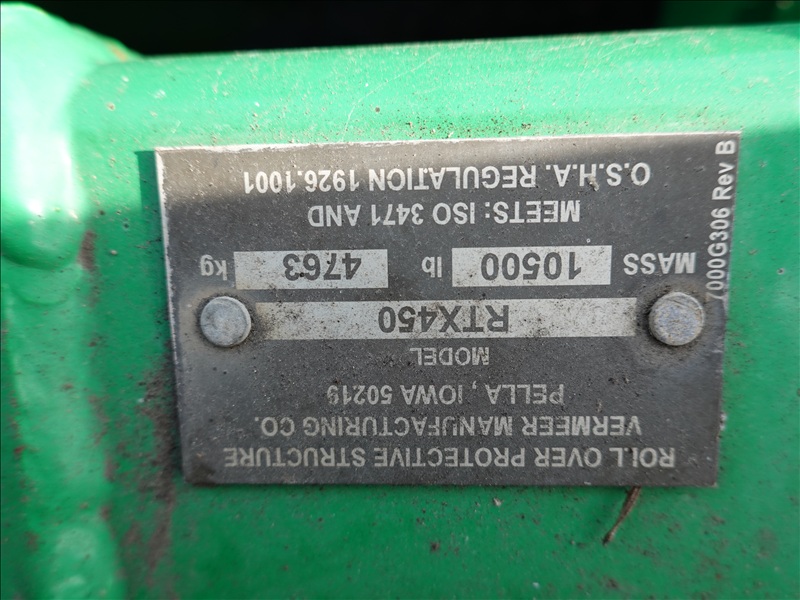 ROLL OVER PROTECTIVE STRUCTURE
VERMEER MANUFACTURING CO.
PELLA , IOWA 50219
MODEL
RTX450
MASS 10500 lb 4763 kg
MEETS: ISO 3471 AND
O.S.H.A. REGULATION 1926.1001
7000G306 Rev B